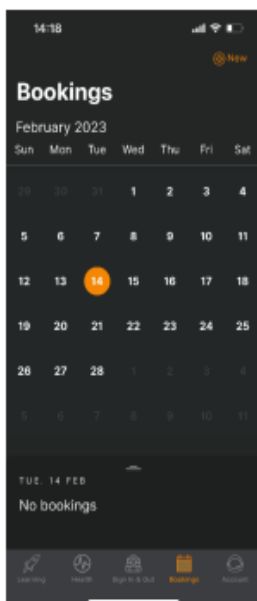 14:18
New
Bookings
February 2023
Sun Mon Tue Wed Thu Fri Sat
29 30 31 1 2 3 4
5 6 7 8 9 10 11
12 13 14 15 16 17 18
19 20 21 22 23 24 25
26 27 28 1 2 3 4
5 6 7 8 9 10 11
TUE. 14 FEB
No bookings
Learning Health Sign In & Out Bookings Account